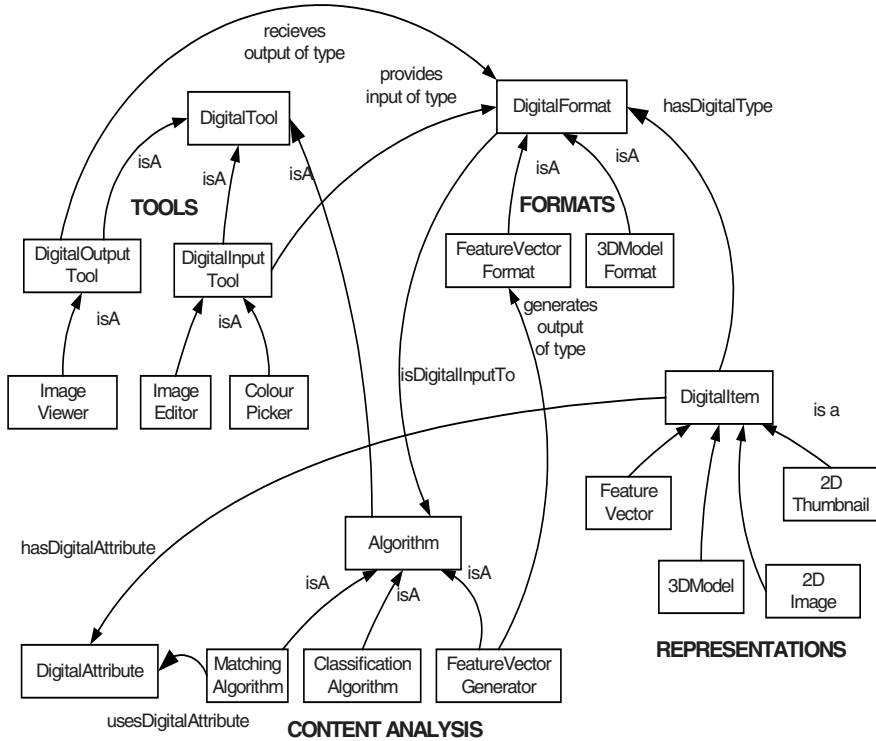 recieves
output of type
provides
input of type
DigitalTool
DigitalFormat
hasDigitalType
isA
isA
isA
isA
isA
TOOLS
FORMATS
DigitalOutput
Tool
DigitalInput
Tool
FeatureVector
Format
3DModel
Format
isA
isA
generates
output
of type
Image
Viewer
Image
Editor
Colour
Picker
isDigitalInputTo
DigitalItem
is a
Feature
Vector
2D
Thumbnail
hasDigitalAttribute
Algorithm
isA
isA
isA
3DModel
2D
Image
REPRESENTATIONS
DigitalAttribute
Matching
Algorithm
Classification
Algorithm
FeatureVector
Generator
usesDigitalAttribute
CONTENT ANALYSIS